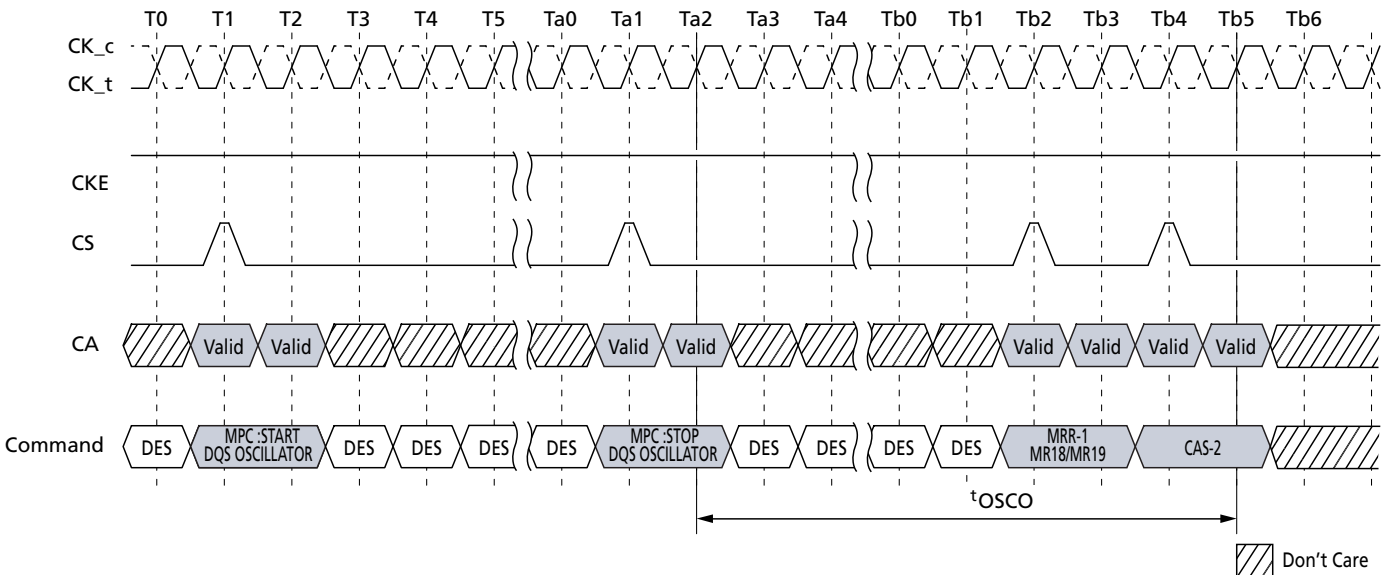 T0 T1 T2 T3 T4 T5 Ta0 Ta1 Ta2 Ta3 Ta4 Tb0 Tb1 Tb2 Tb3 Tb4 Tb5 Tb6
CK_c
CK_t
CKE
CS
CA Valid Valid Valid Valid Valid Valid Valid Valid
Command DES MPC :START DES DES DES DES MPC :STOP DES DES DES DES MRR-1 CAS-2
DQS OSCILLATOR DQS OSCILLATOR MR18/MR19
tOSCO
Don't Care